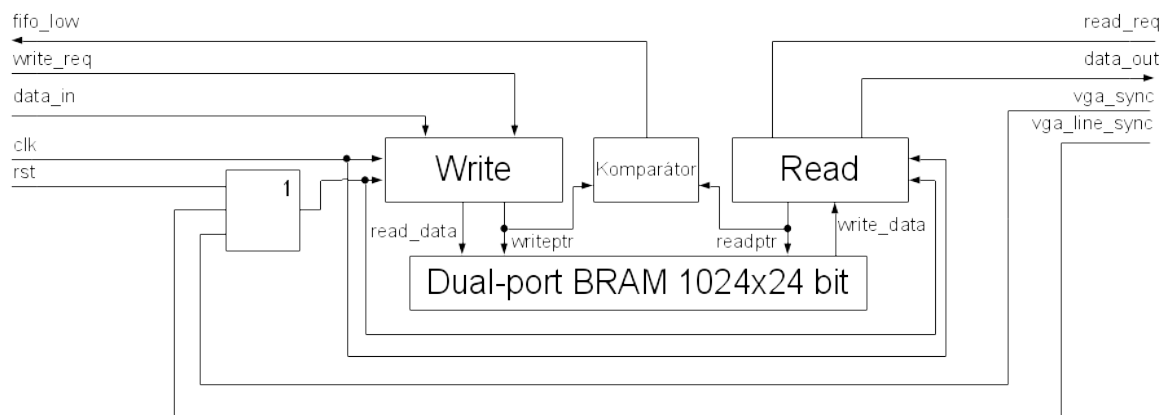 fifo_low
read_req
write_req
data_out
data_in
vga_sync
vga_line_sync
clk
rst
1
Write
Komparátor
Read
read_data
writeptr
readptr
write_data
Dual-port BRAM 1024x24 bit